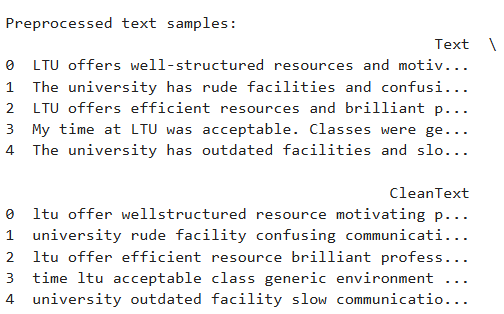 Preprocessed text samples:
Text \
0 LTU offers well-structured resources and motiv...
1 The university has rude facilities and confusi...
2 LTU offers efficient resources and brilliant p...
3 My time at LTU was acceptable. Classes were ge...
4 The university has outdated facilities and slo...
CleanText
0 ltu offer wellstructured resource motivating p...
1 university rude facility confusing communicati...
2 ltu offer efficient resource brilliant profess...
3 time ltu acceptable class generic environment ...
4 university outdated facility slow communicatio...